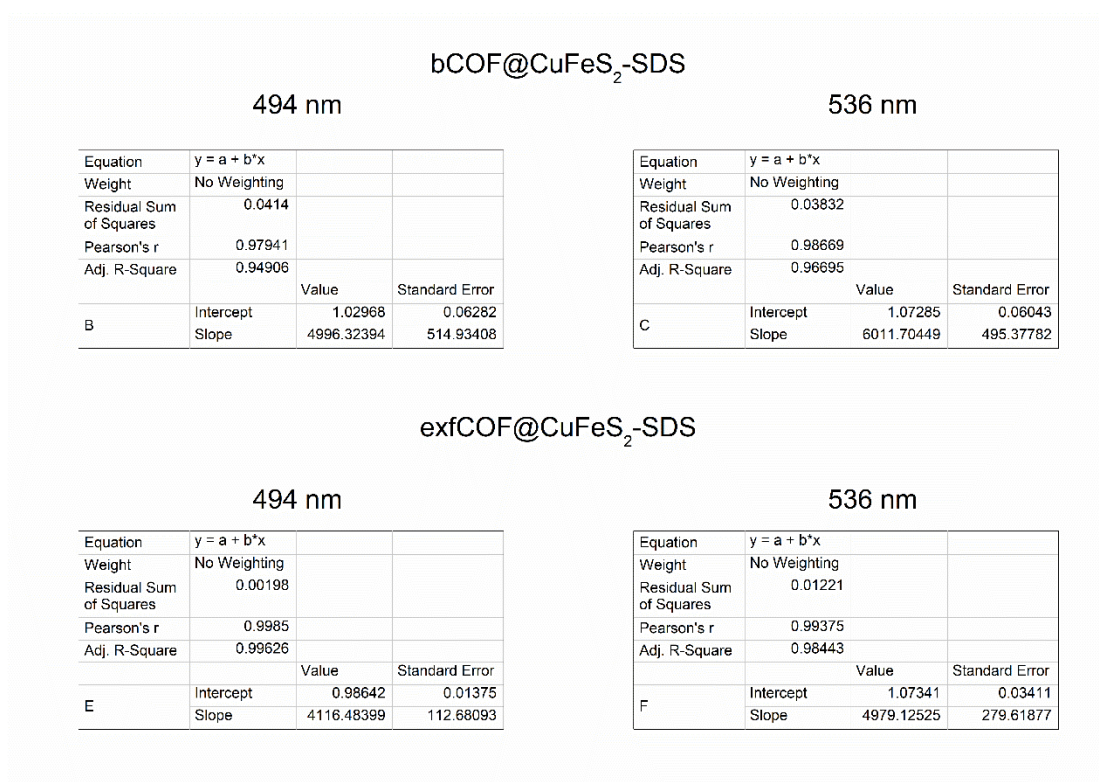 bCOF@CuFeS2-SDS
494 nm
Equation y = a + b*x
Weight No Weighting
Residual Sum 0.0414
of Squares
Pearson's r 0.97941
Adj. R-Square 0.94906
Value Standard Error
B
Intercept 1.02968 0.06282
Slope 4996.32394 514.93408
536 nm
Equation y = a + b*x
Weight No Weighting
Residual Sum 0.03832
of Squares
Pearson's r 0.98669
Adj. R-Square 0.96695
Value Standard Error
C
Intercept 1.07285 0.06043
Slope 6011.70449 495.37782
exfCOF@CuFeS2-SDS
494 nm
Equation y = a + b*x
Weight No Weighting
Residual Sum 0.00198
of Squares
Pearson's r 0.9985
Adj. R-Square 0.99626
Value Standard Error
E
Intercept 0.98642 0.01375
Slope 4116.48399 112.68093
536 nm
Equation y = a + b*x
Weight No Weighting
Residual Sum 0.01221
of Squares
Pearson's r 0.99375
Adj. R-Square 0.98443
Value Standard Error
F
Intercept 1.07341 0.03411
Slope 4979.12525 279.61877